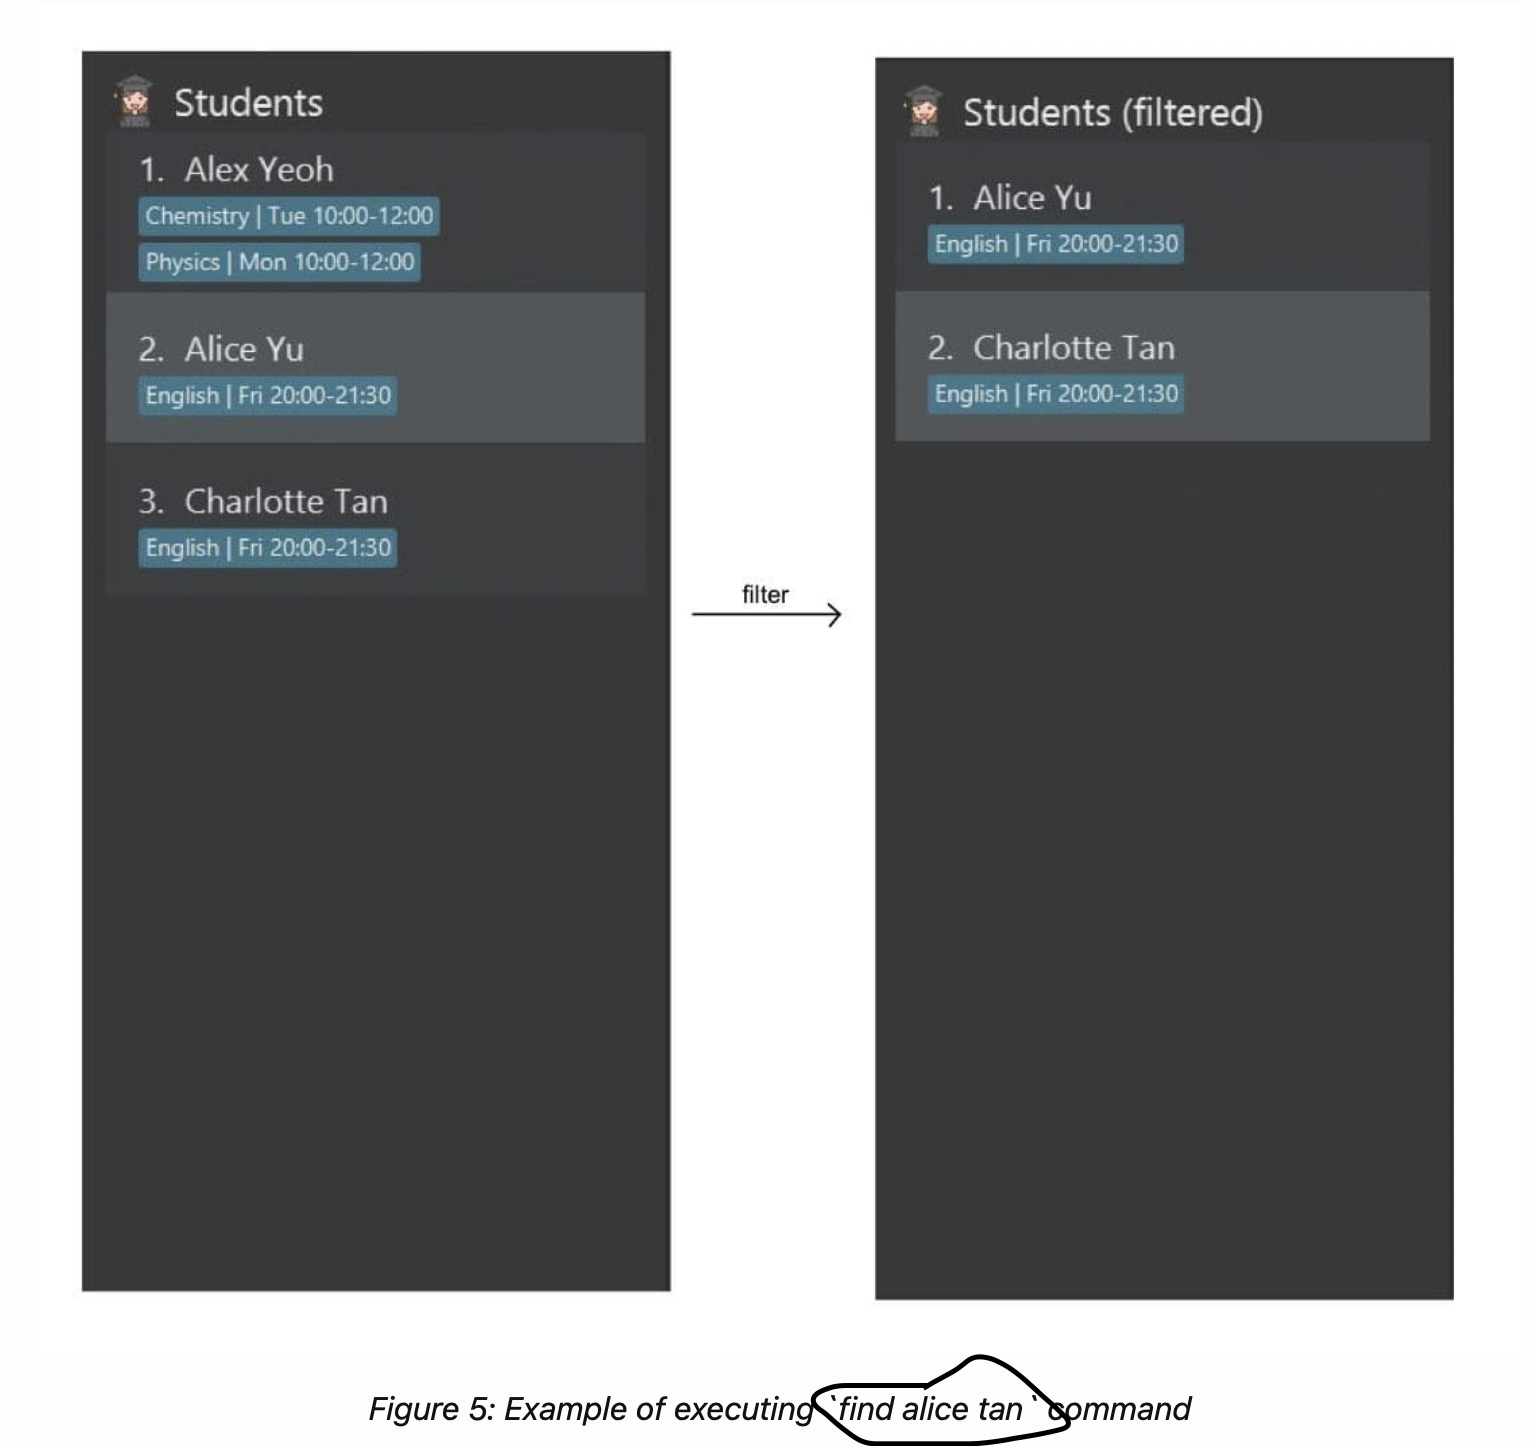 Students
1. Alex Yeoh
Chemistry | Tue 10:00-12:00
Physics | Mon 10:00-12:00
2. Alice Yu
English | Fri 20:00-21:30
3. Charlotte Tan
English | Fri 20:00-21:30
filter
Students (filtered)
1. Alice Yu
English | Fri 20:00-21:30
2. Charlotte Tan
English | Fri 20:00-21:30
Figure 5: Example of executing `find alice tan ` command